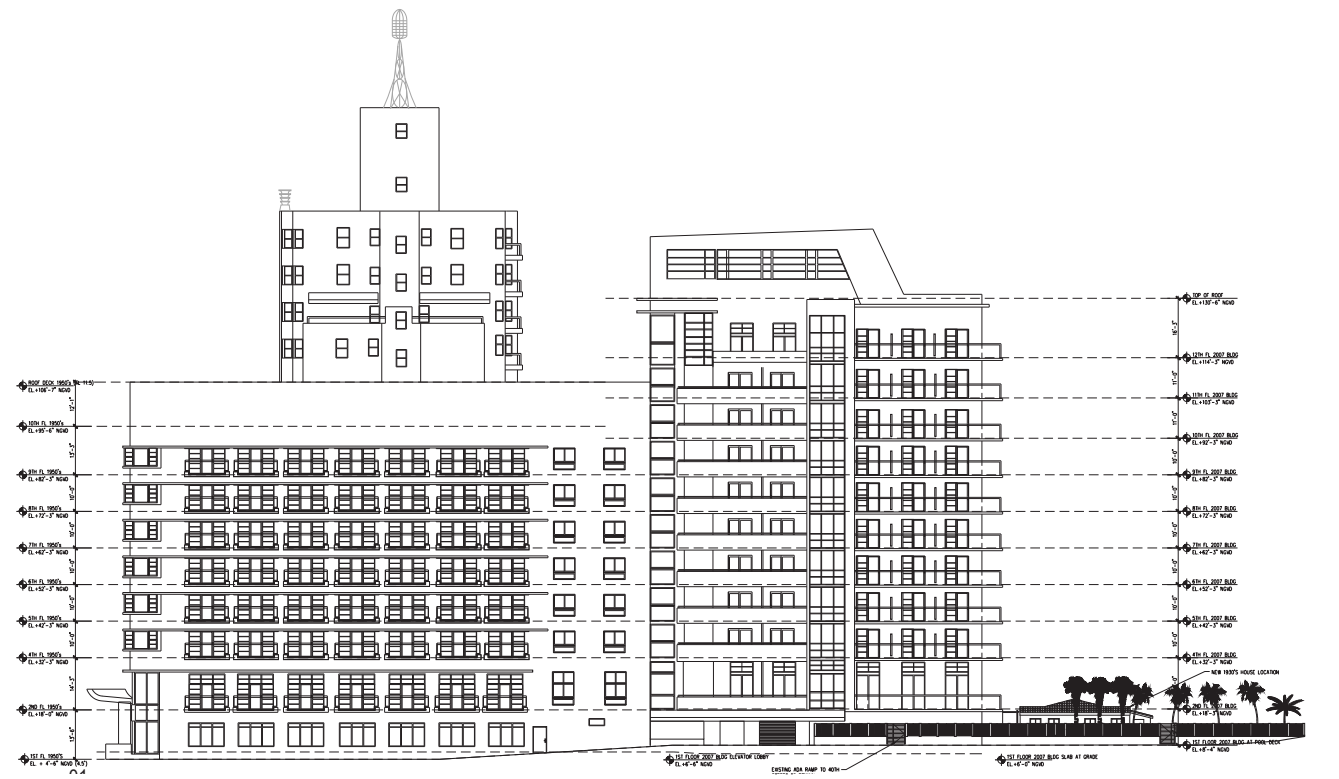 ROOF DECK 1950's
EL.+106'-7" NGVD
12'-1"
10TH FL 1950's
EL.+95'-6" NGVD
13'-3"
9TH FL 1950's
EL.+82'-3" NGVD
10'-0"
8TH FL 1950's
EL.+72'-3" NGVD
10'-0"
7TH FL 1950's
EL.+62'-3" NGVD
10'-0"
6TH FL 1950's
EL.+52'-3" NGVD
10'-0"
5TH FL 1950's
EL.+42'-3" NGVD
10'-0"
4TH FL 1950's
EL.+32'-3" NGVD
14'-3"
2ND FL 1950's
EL.+18'-0" NGVD
13'-6"
1ST FL 1950'S
EL. + 4'-6" NGVD (4.5')
TOP OF ROOF
EL.+130'-6" NGVD
16'-3"
12TH FL 2007 BLDG
EL.+114'-3" NGVD
11'-0"
11TH FL 2007 BLDG
EL.+103'-3" NGVD
11'-0"
10TH FL 2007 BLDG
EL.+92'-3" NGVD
10'-0"
9TH FL 2007 BLDG
EL.+82'-3" NGVD
10'-0"
8TH FL 2007 BLDG
EL.+72'-3" NGVD
10'-0"
7TH FL 2007 BLDG
EL.+62'-3" NGVD
10'-0"
6TH FL 2007 BLDG
EL.+52'-3" NGVD
10'-0"
5TH FL 2007 BLDG
EL.+42'-3" NGVD
10'-0"
4TH FL 2007 BLDG
EL.+32'-3" NGVD
NEW 1930'S HOUSE LOCATION
2ND FL 2007 BLDG
EL.+18'-3" NGVD
1ST FLOOR 2007 BLDG AT POOL DECK
EL.+8'-4" NGVD
1ST FLOOR 2007 BLDG ELEVATOR LOBBY
EL.+6'-6" NGVD
1ST FLOOR 2007 BLDG SLAB AT GRADE
EL.+6'-0" NGVD
EXISTING ADA RAMP TO 40TH